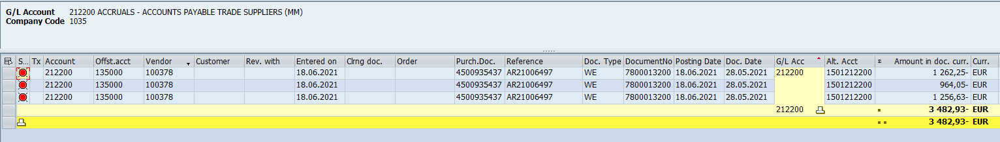 G/L Account 212200 ACCRUALS - ACCOUNTS PAYABLE TRADE SUPPLIERS (MM)
Company Code 1035
S... Tx Account Offst.acct Vendor Customer Rev. with Entered on Clrng doc. Order Purch.Doc. Reference Doc. Type DocumentNo Posting Date Doc. Date G/L Acc Alt. Acct Σ Amount in doc. curr. Curr.
212200 135000 100378 18.06.2021 4500935437 AR21006497 WE 7800013200 18.06.2021 28.05.2021 212200 1501212200 1 262,25- EUR
212200 135000 100378 18.06.2021 4500935437 AR21006497 WE 7800013200 18.06.2021 28.05.2021 1501212200 964,05- EUR
212200 135000 100378 18.06.2021 4500935437 AR21006497 WE 7800013200 18.06.2021 28.05.2021 1501212200 1 256,63- EUR
212200 3 482,93- EUR
3 482,93- EUR